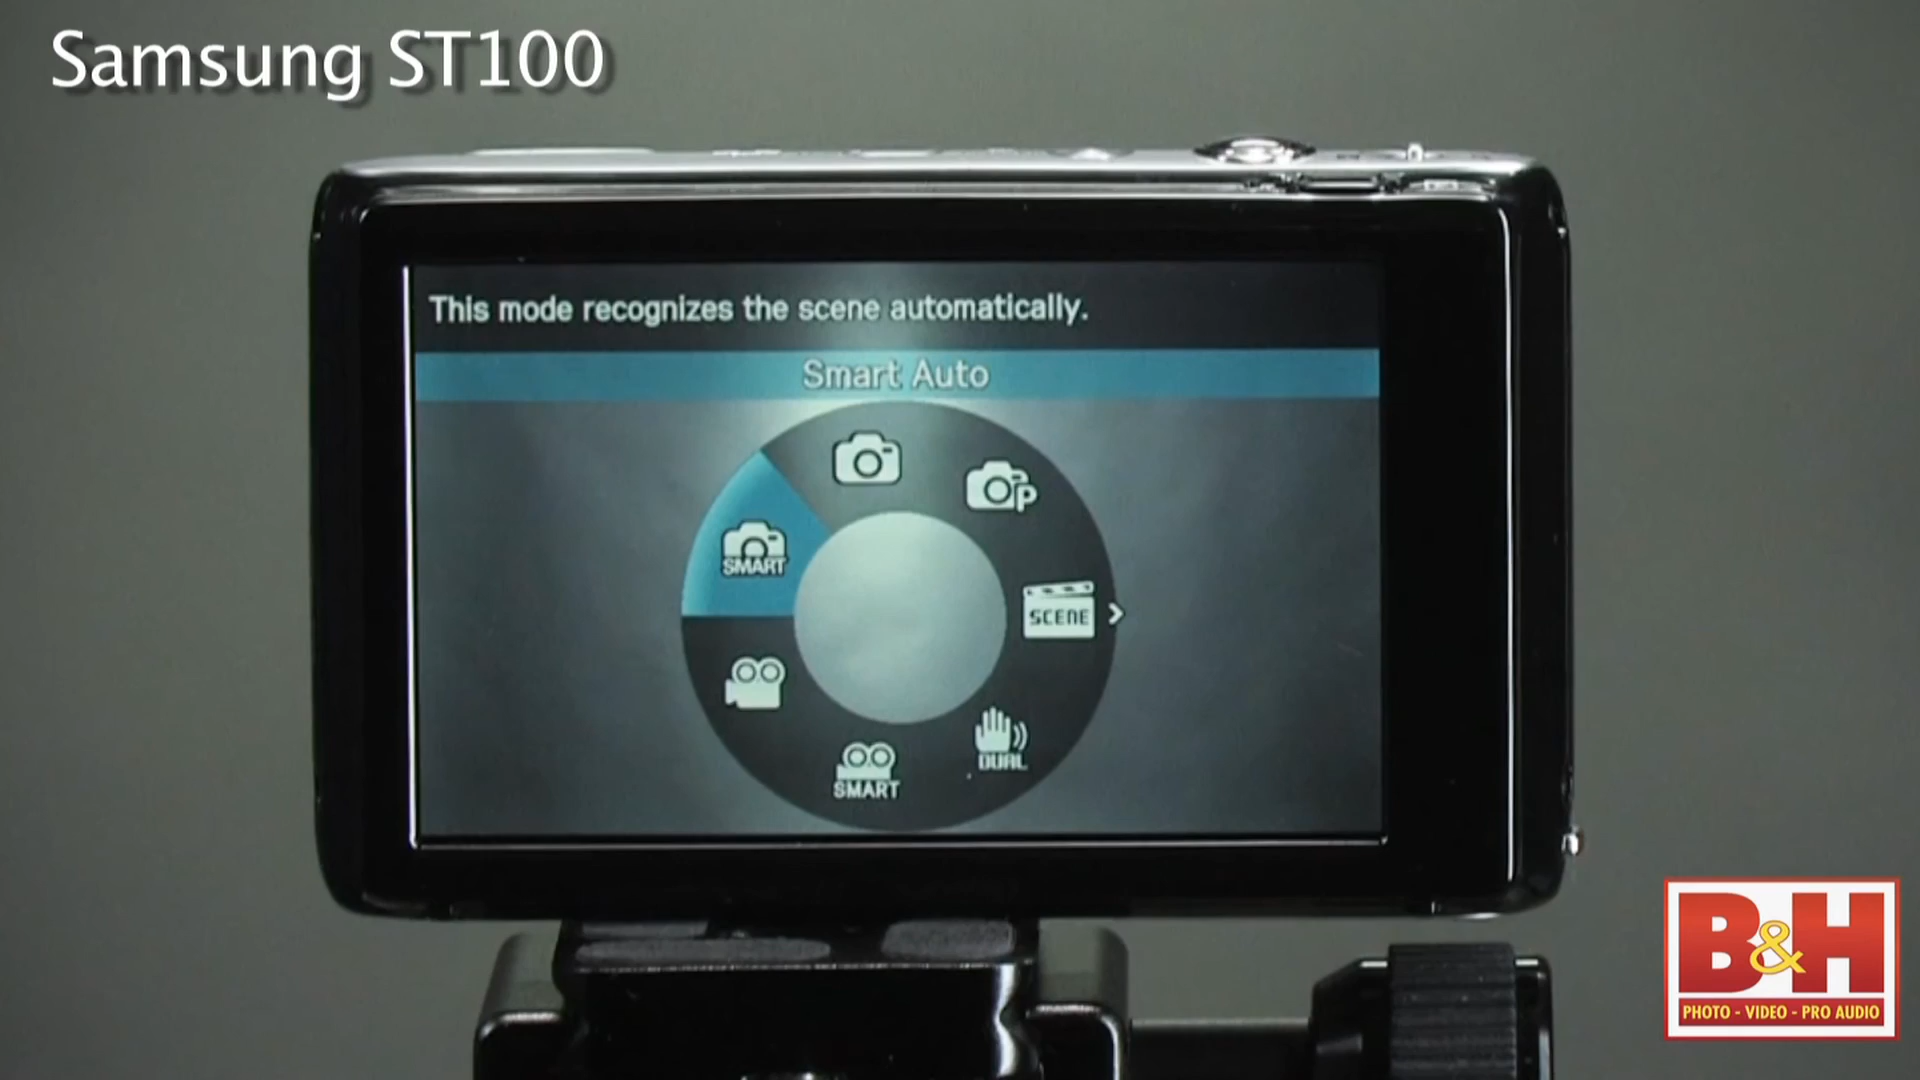 Samsung ST100
This mode recognizes the scene automatically.
Smart Auto
P
SMART
SCENE
DUAL
SMART
B&H
PHOTO - VIDEO - PRO AUDIO